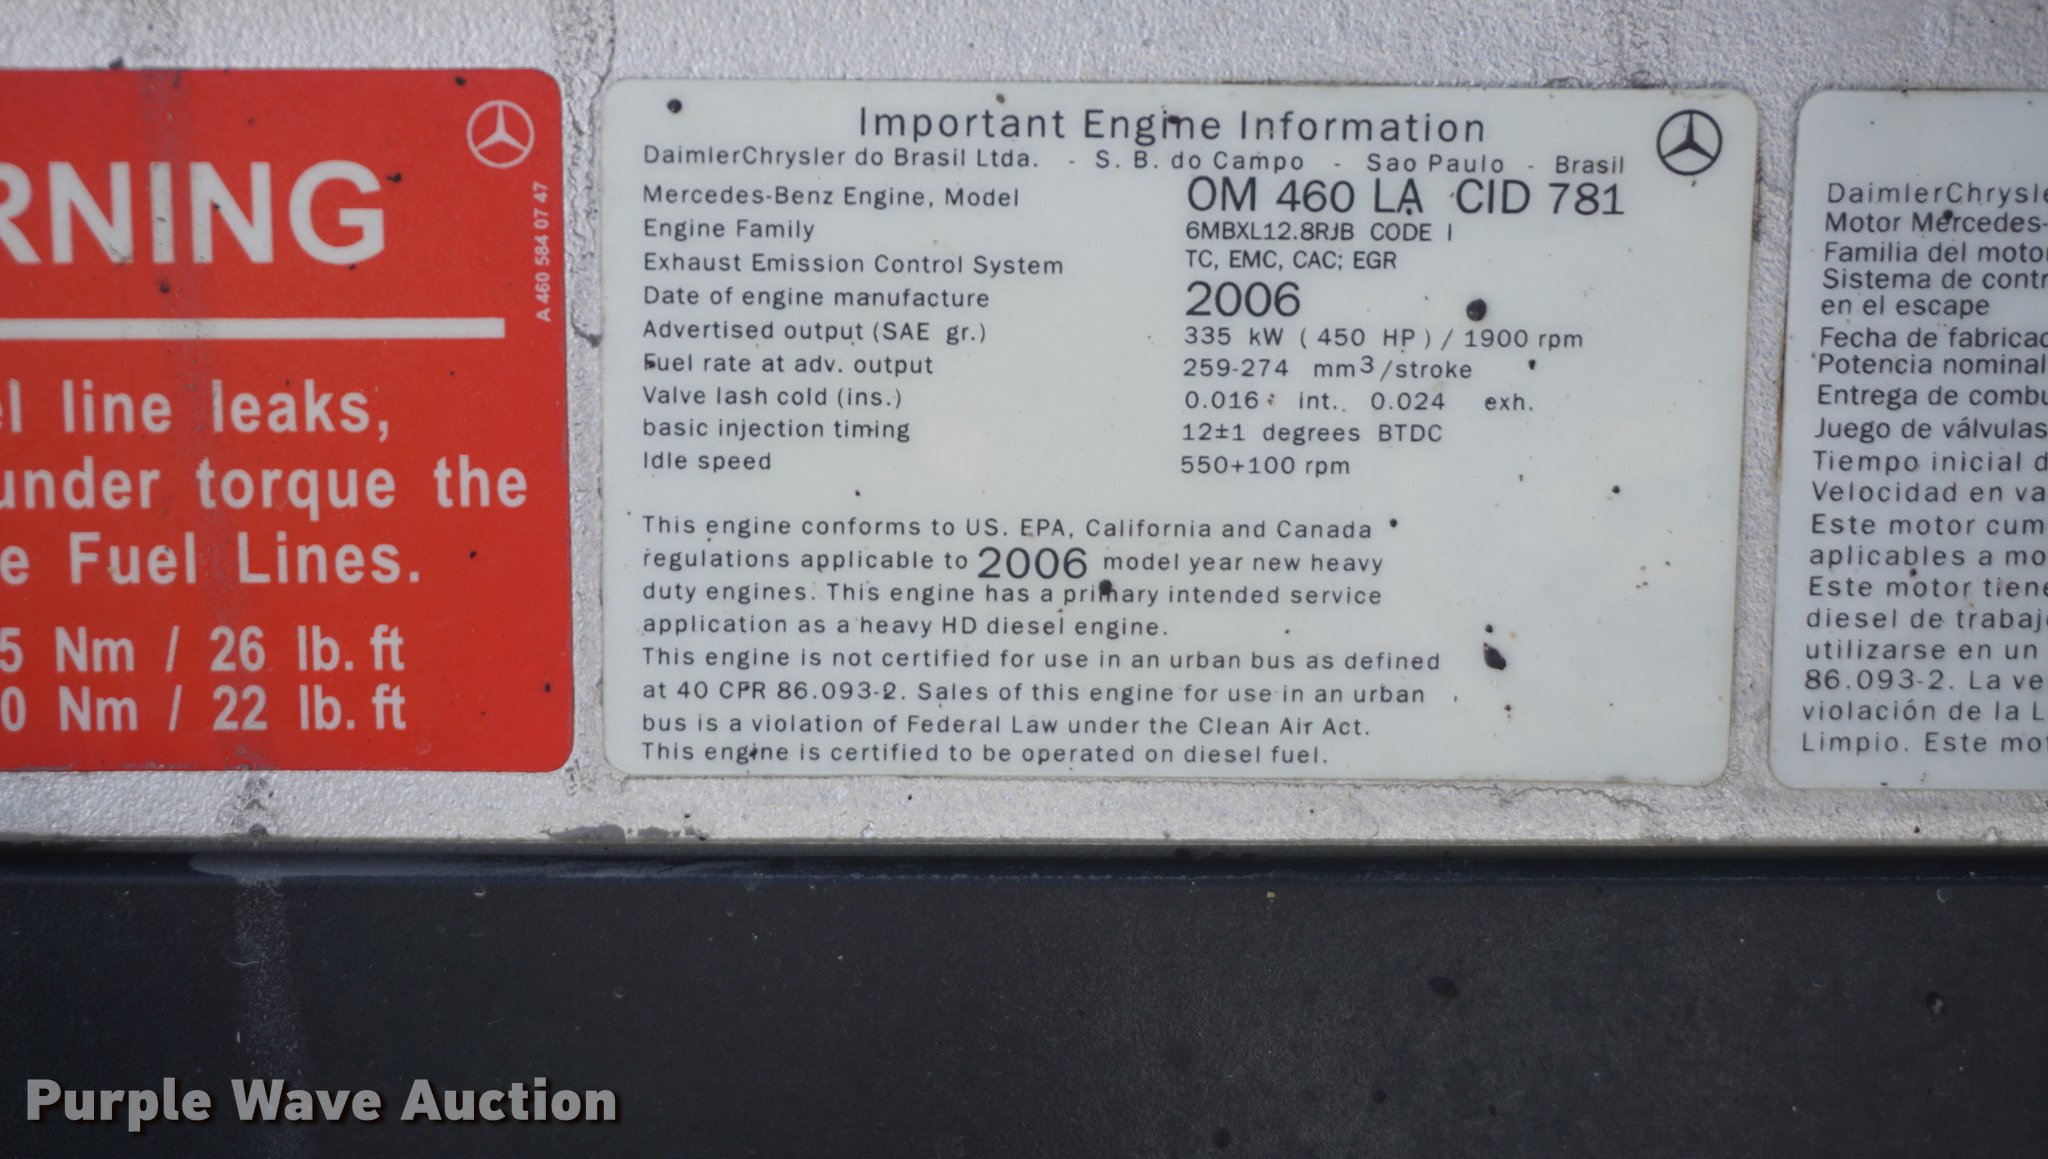 RNING
A 460 584 07 47
line leaks,
under torque the
Fuel Lines.
5 Nm / 26 lb. ft
0 Nm / 22 lb. ft
Important Engine Information
DaimlerChrysler do Brasil Ltda. - S. B. do Campo - Sao Paulo - Brasil
Mercedes-Benz Engine, Model OM 460 LA CID 781
Engine Family 6MBXL12.8RJB CODE I
Exhaust Emission Control System TC, EMC, CAC; EGR
Date of engine manufacture 2006
Advertised output (SAE gr.) 335 kW ( 450 HP ) / 1900 rpm
Fuel rate at adv. output 259-274 mm3/stroke
Valve lash cold (ins.) 0.016 int. 0.024 exh.
basic injection timing 12±1 degrees BTDC
Idle speed 550+100 rpm
This engine conforms to US. EPA, California and Canada
regulations applicable to 2006 model year new heavy
duty engines. This engine has a primary intended service
application as a heavy HD diesel engine.
This engine is not certified for use in an urban bus as defined
at 40 CFR 86.093-2. Sales of this engine for use in an urban
bus is a violation of Federal Law under the Clean Air Act.
This engine is certified to be operated on diesel fuel.
DaimlerChrysle
Motor Mercedes-
Familia del motor
Sistema de contr
en el escape
Fecha de fabricac
Potencia nominal
Entrega de combu
Juego de válvulas
Tiempo inicial d
Velocidad en va
Este motor cum
aplicables a mo
Este motor tiene
diesel de trabajo
utilizarse en un
86.093-2. La ve
violación de la L
Limpio. Este mot
Purple Wave Auction